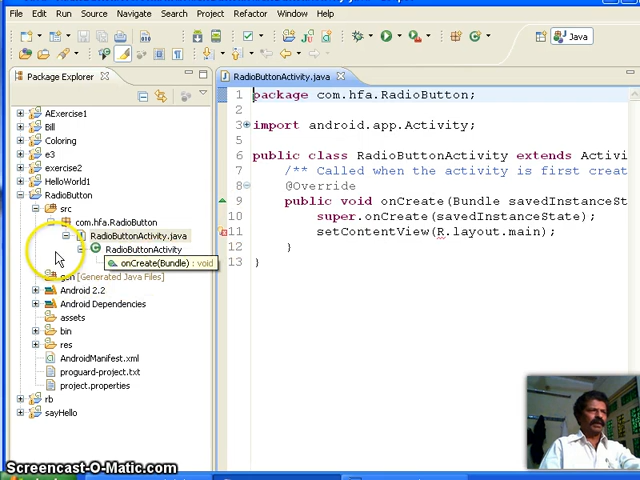 File Edit Run Source Navigate Search Project Refactor Window Help
Java
Package Explorer
RadioButtonActivity.java
AExercise1
Bill
Coloring
e3
exercise2
HelloWorld1
RadioButton
src
com.hfa.RadioButton
RadioButtonActivity.java
RadioButtonActivity
onCreate(Bundle) : void
gen [Generated Java Files]
Android 2.2
Android Dependencies
assets
bin
res
AndroidManifest.xml
proguard-project.txt
project.properties
rb
sayHello
1 package com.hfa.RadioButton;
2
3 import android.app.Activity;
6 public class RadioButtonActivity extends Activi
7 /** Called when the activity is first creat
8 @Override
9 public void onCreate(Bundle savedInstanceSt
10 super.onCreate(savedInstanceState);
11 setContentView(R.layout.main);
12 }
13 }
Screencast-O-Matic.com